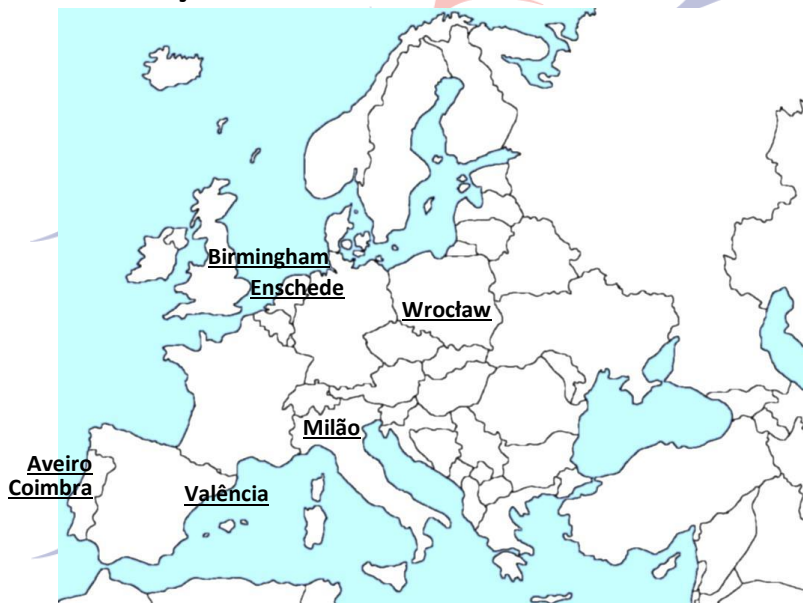 Birmingham
Enschede
Wrocław
Milão
Aveiro
Coimbra
Valência